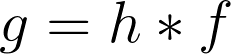 g = h * f